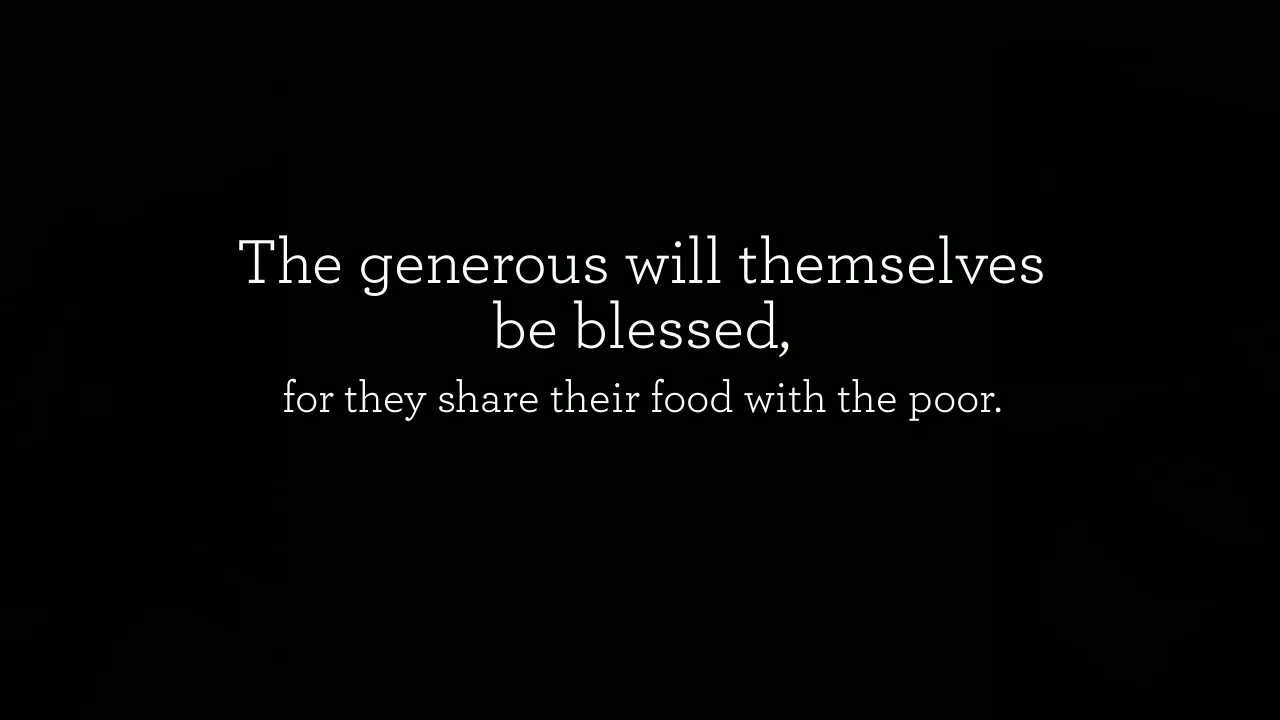 The generous will themselves
be blessed,
for they share their food with the poor.